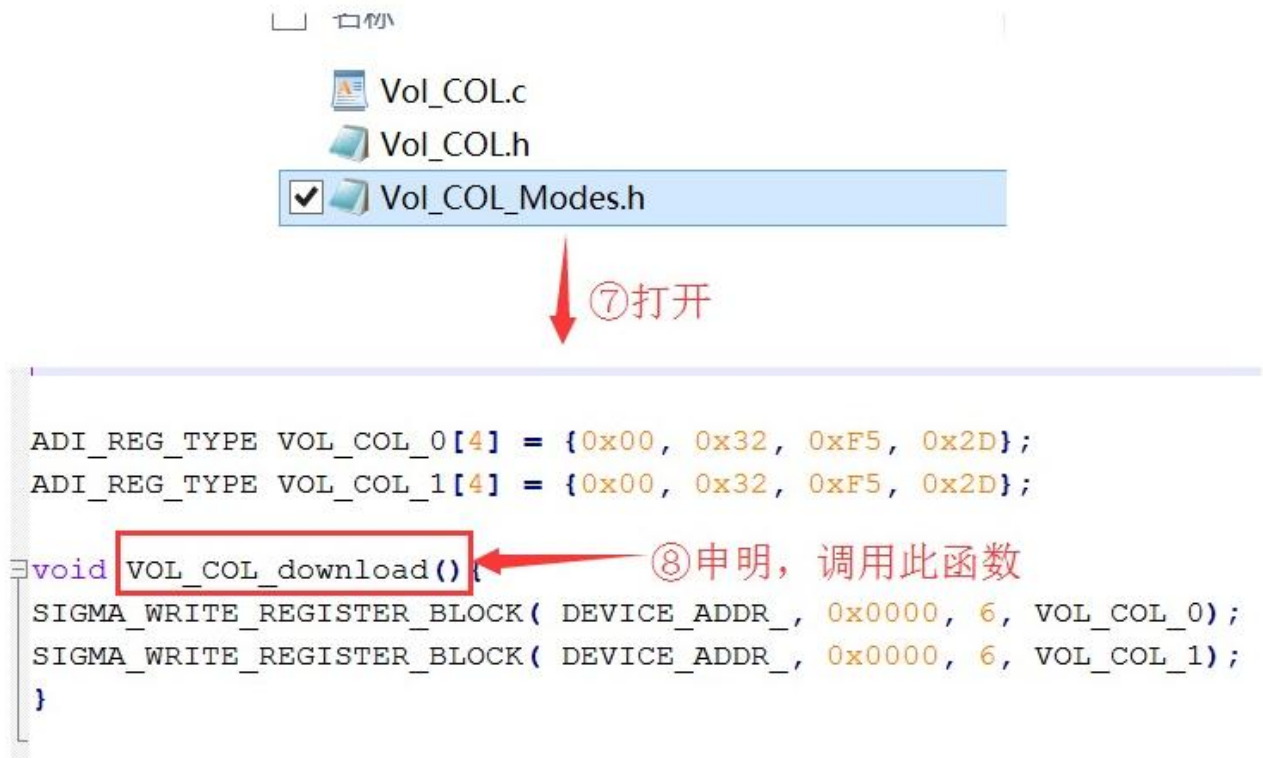 名称
Vol_COL.c
Vol_COL.h
Vol_COL_Modes.h
⑦打开
ADI_REG_TYPE VOL_COL_0[4] = {0x00, 0x32, 0xF5, 0x2D};
ADI_REG_TYPE VOL_COL_1[4] = {0x00, 0x32, 0xF5, 0x2D};
void VOL_COL_download(){
⑧申明，调用此函数
SIGMA_WRITE_REGISTER_BLOCK( DEVICE_ADDR_, 0x0000, 6, VOL_COL_0);
SIGMA_WRITE_REGISTER_BLOCK( DEVICE_ADDR_, 0x0000, 6, VOL_COL_1);
}